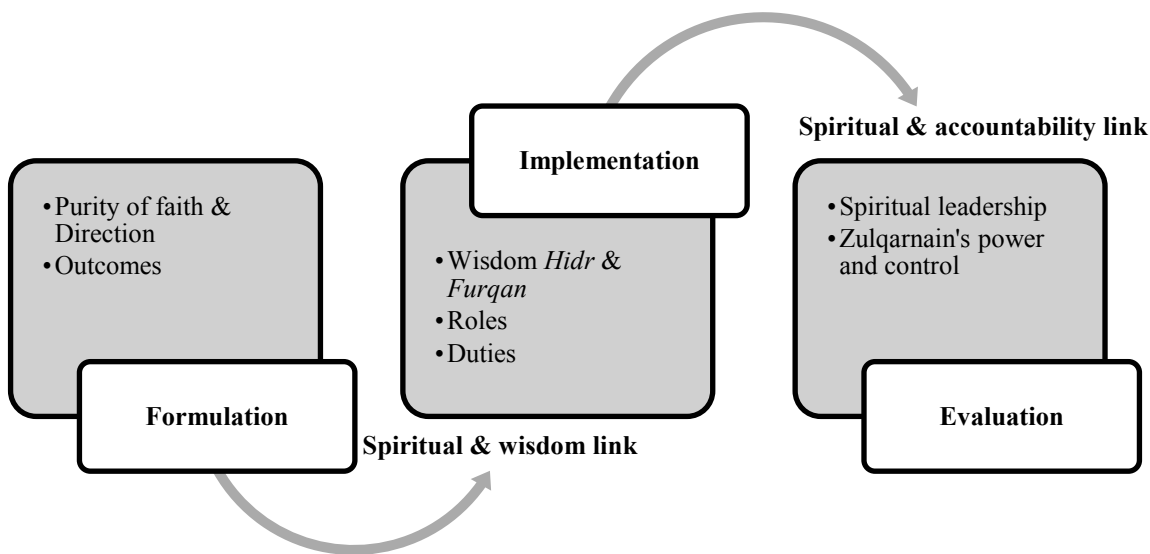 •Purity of faith &
Direction
•Outcomes
Formulation
Spiritual & wisdom link
Implementation
•Wisdom Hidr &
Furqan
•Roles
•Duties
Spiritual & accountability link
•Spiritual leadership
•Zulqarnain's power
and control
Evaluation